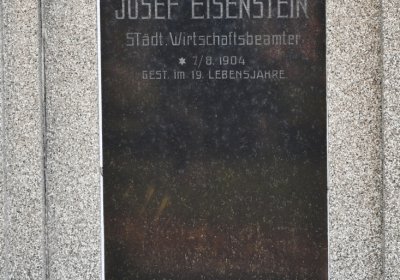 JOSEF EISENSTEIN
Städt. Wirtschaftsbeamter
✶ 7/8. 1904
GEST. IM 19. LEBENSJAHRE